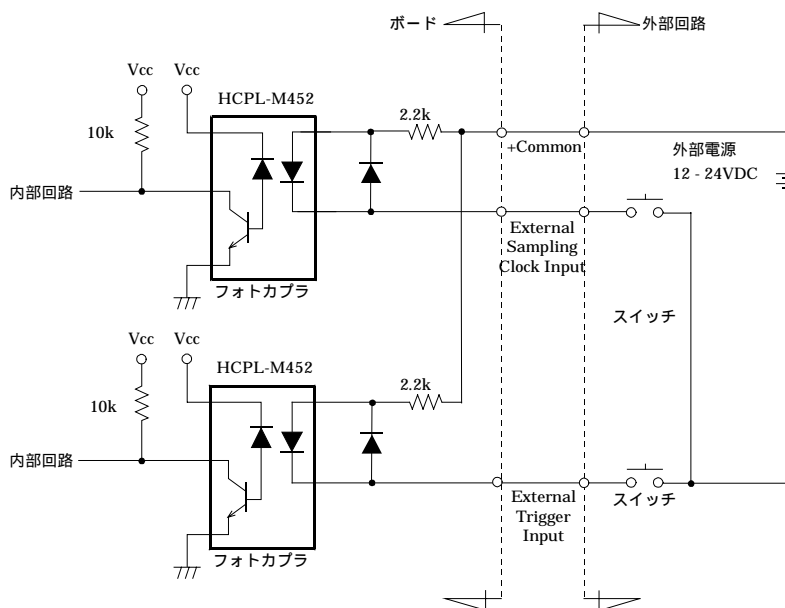 ボード
外部回路
Vcc
Vcc
HCPL-M452
10k
2.2k
+Common
外部電源
12 - 24VDC
内部回路
External
Sampling
Clock Input
フォトカプラ
スイッチ
Vcc
Vcc
HCPL-M452
10k
2.2k
内部回路
External
Trigger
Input
スイッチ
フォトカプラ